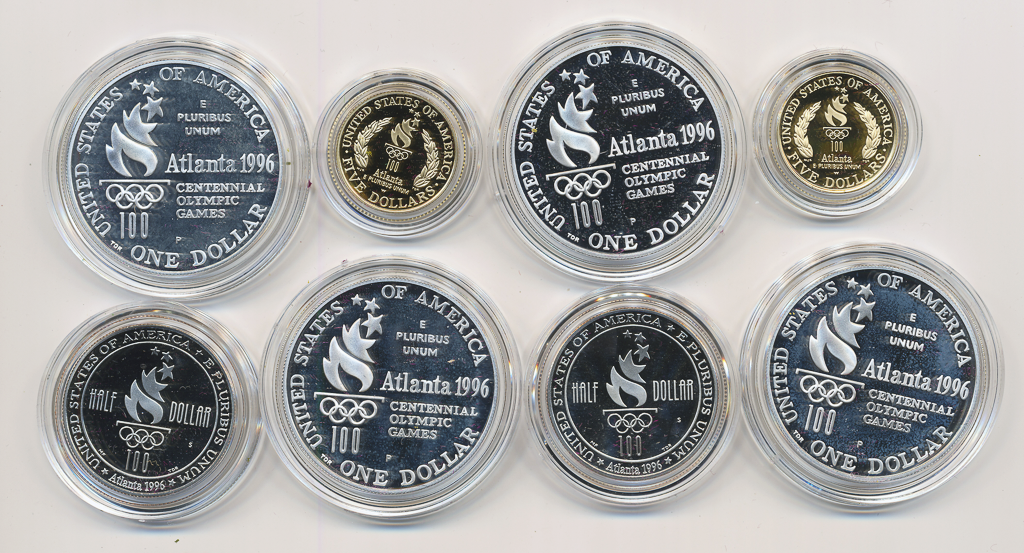 UNITED STATES OF AMERICA
E
PLURIBUS
UNUM
Atlanta 1996
CENTENNIAL
OLYMPIC
GAMES
100
P
ONE DOLLAR
UNITED STATES OF AMERICA
100
Atlanta
E PLURIBUS UNUM
FIVE DOLLARS
UNITED STATES OF AMERICA
E
PLURIBUS
UNUM
Atlanta 1996
CENTENNIAL
OLYMPIC
GAMES
100
P
ONE DOLLAR
UNITED STATES OF AMERICA
100
Atlanta
E PLURIBUS UNUM
FIVE DOLLARS
UNITED STATES OF AMERICA E PLURIBUS UNUM
HALF DOLLAR
S
100
Atlanta 1996
UNITED STATES OF AMERICA
E
PLURIBUS
UNUM
Atlanta 1996
CENTENNIAL
OLYMPIC
GAMES
100
P
ONE DOLLAR
UNITED STATES OF AMERICA E PLURIBUS UNUM
HALF DOLLAR
S
100
Atlanta 1996
UNITED STATES OF AMERICA
E
PLURIBUS
UNUM
Atlanta 1996
CENTENNIAL
OLYMPIC
GAMES
100
P
ONE DOLLAR